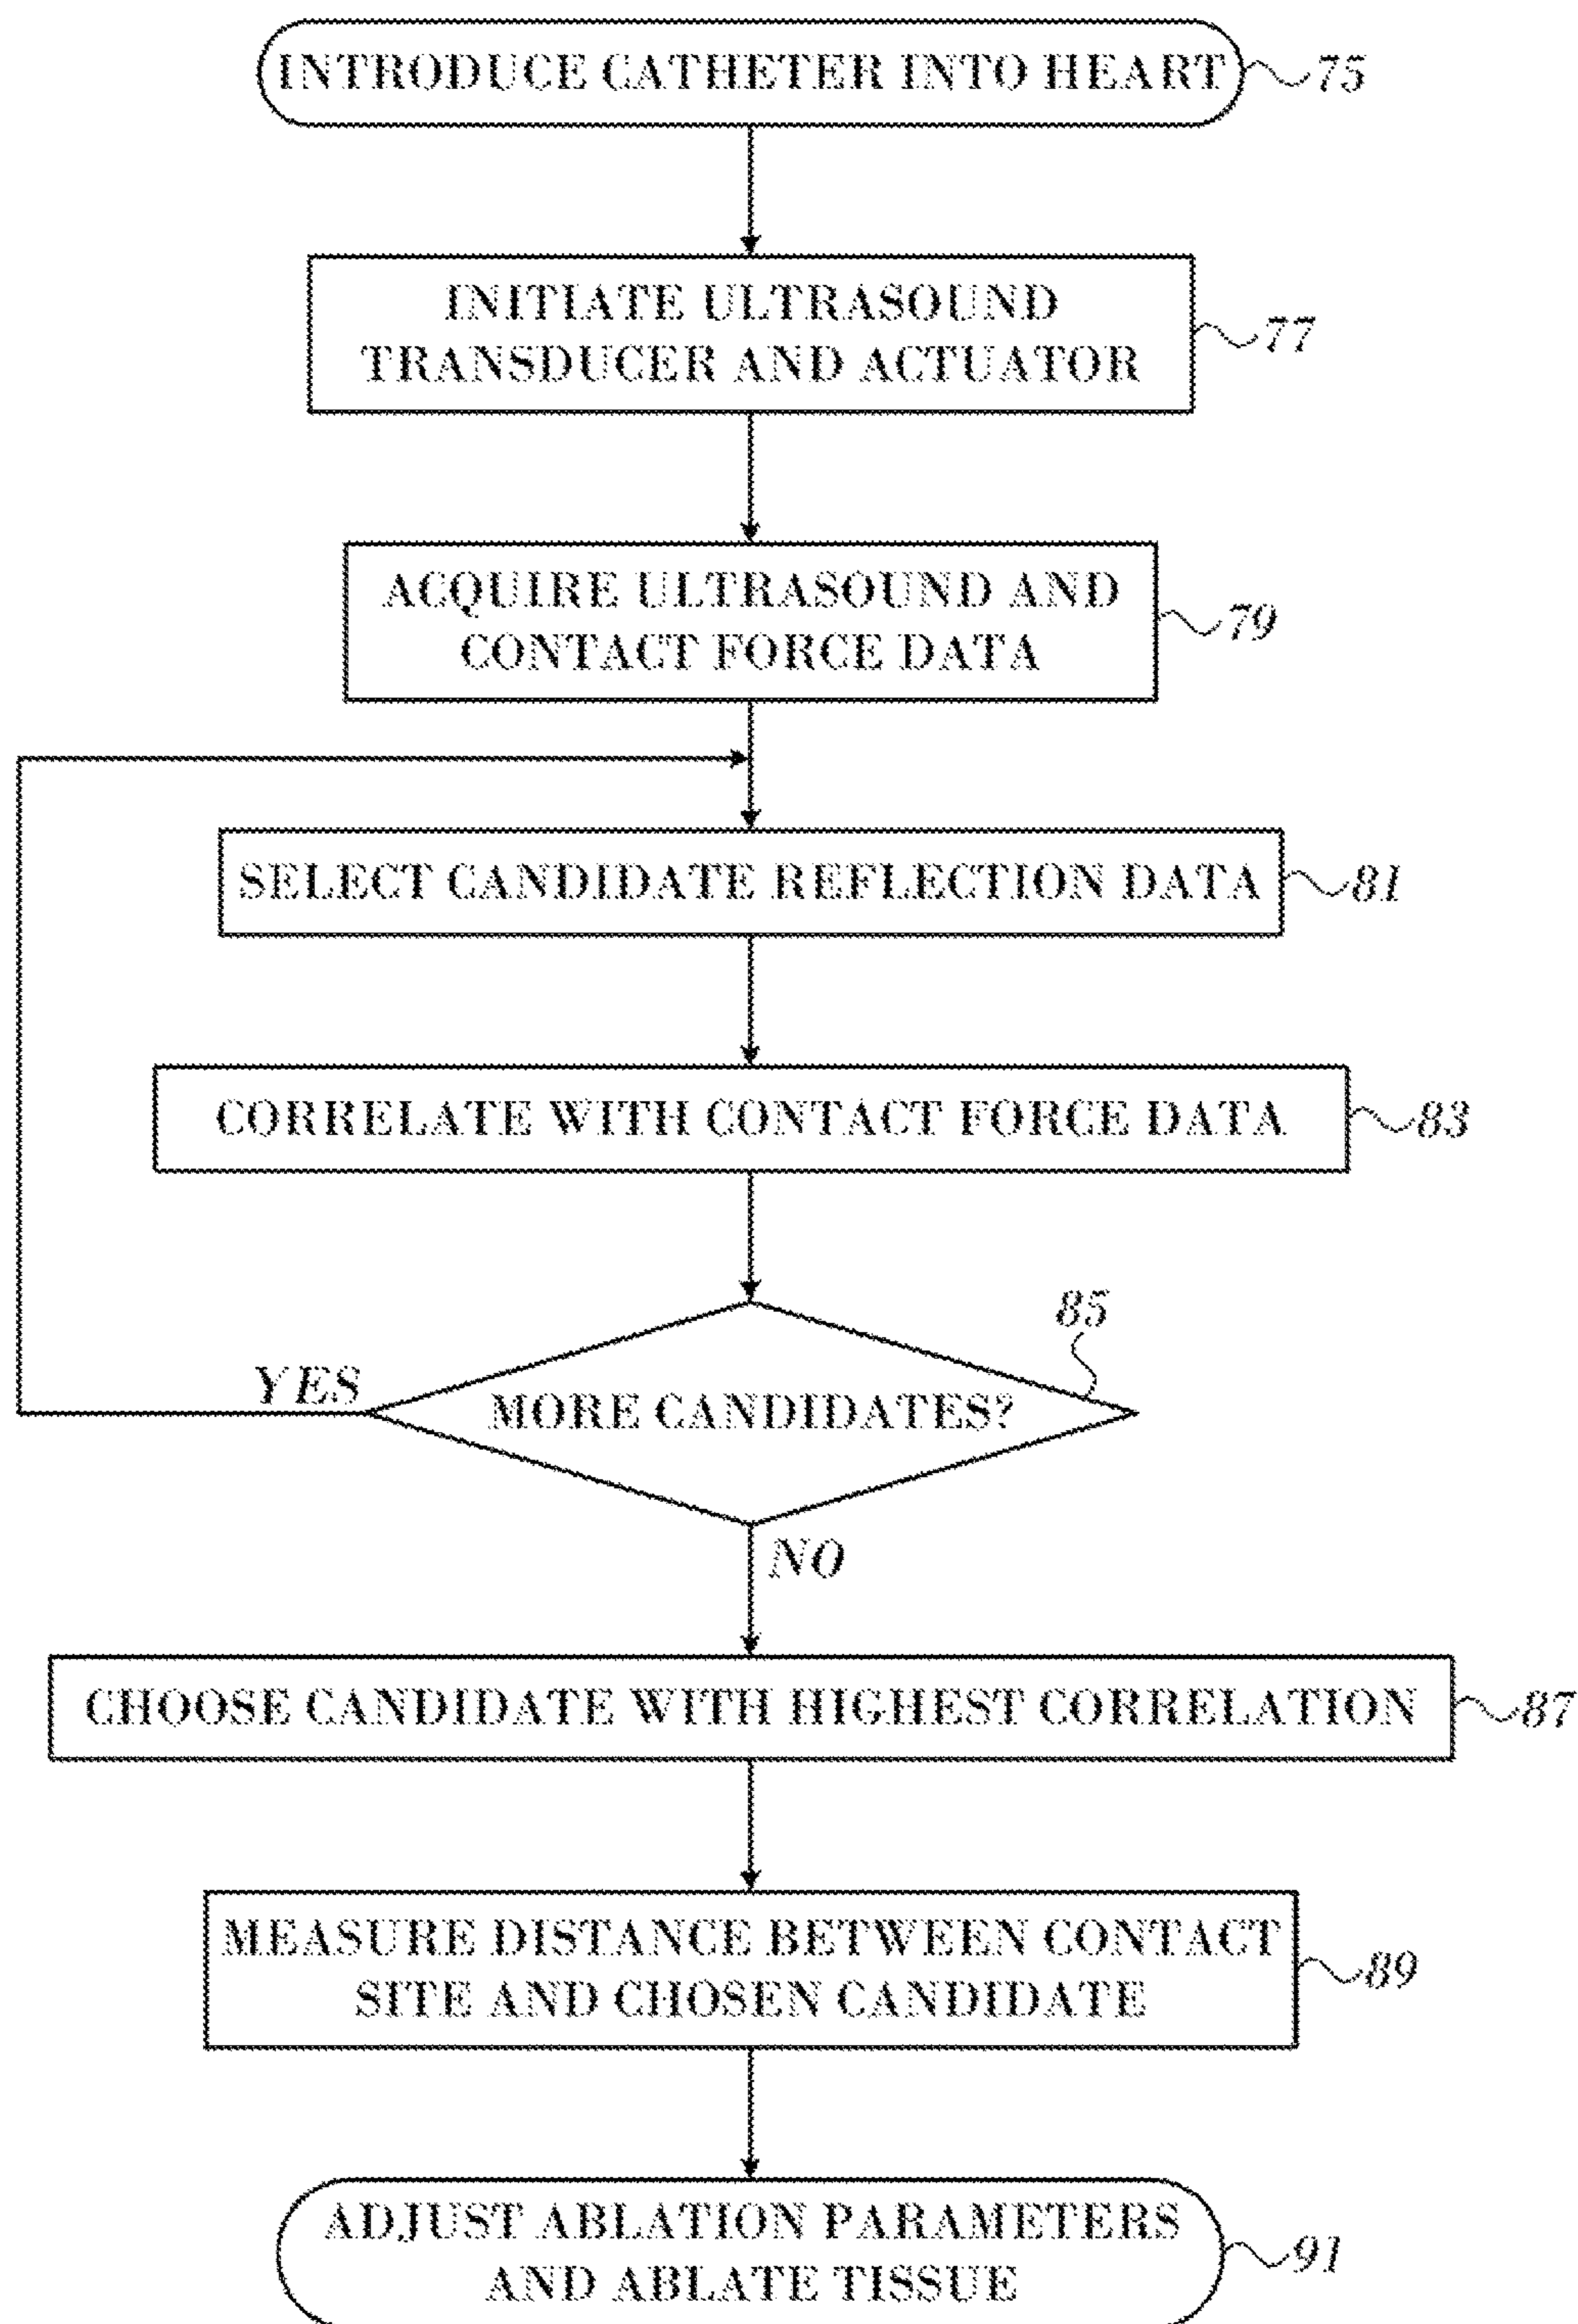 INTRODUCE CATHETER INTO HEART 75
INITIATE ULTRASOUND
TRANSDUCER AND ACTUATOR
77
ACQUIRE ULTRASOUND AND
CONTACT FORCE DATA
79
SELECT CANDIDATE REFLECTION DATA 81
CORRELATE WITH CONTACT FORCE DATA 83
85
YES
MORE CANDIDATES?
NO
CHOOSE CANDIDATE WITH HIGHEST CORRELATION 87
MEASURE DISTANCE BETWEEN CONTACT
SITE AND CHOSEN CANDIDATE
89
ADJUST ABLATION PARAMETERS
AND ABLATE TISSUE
91